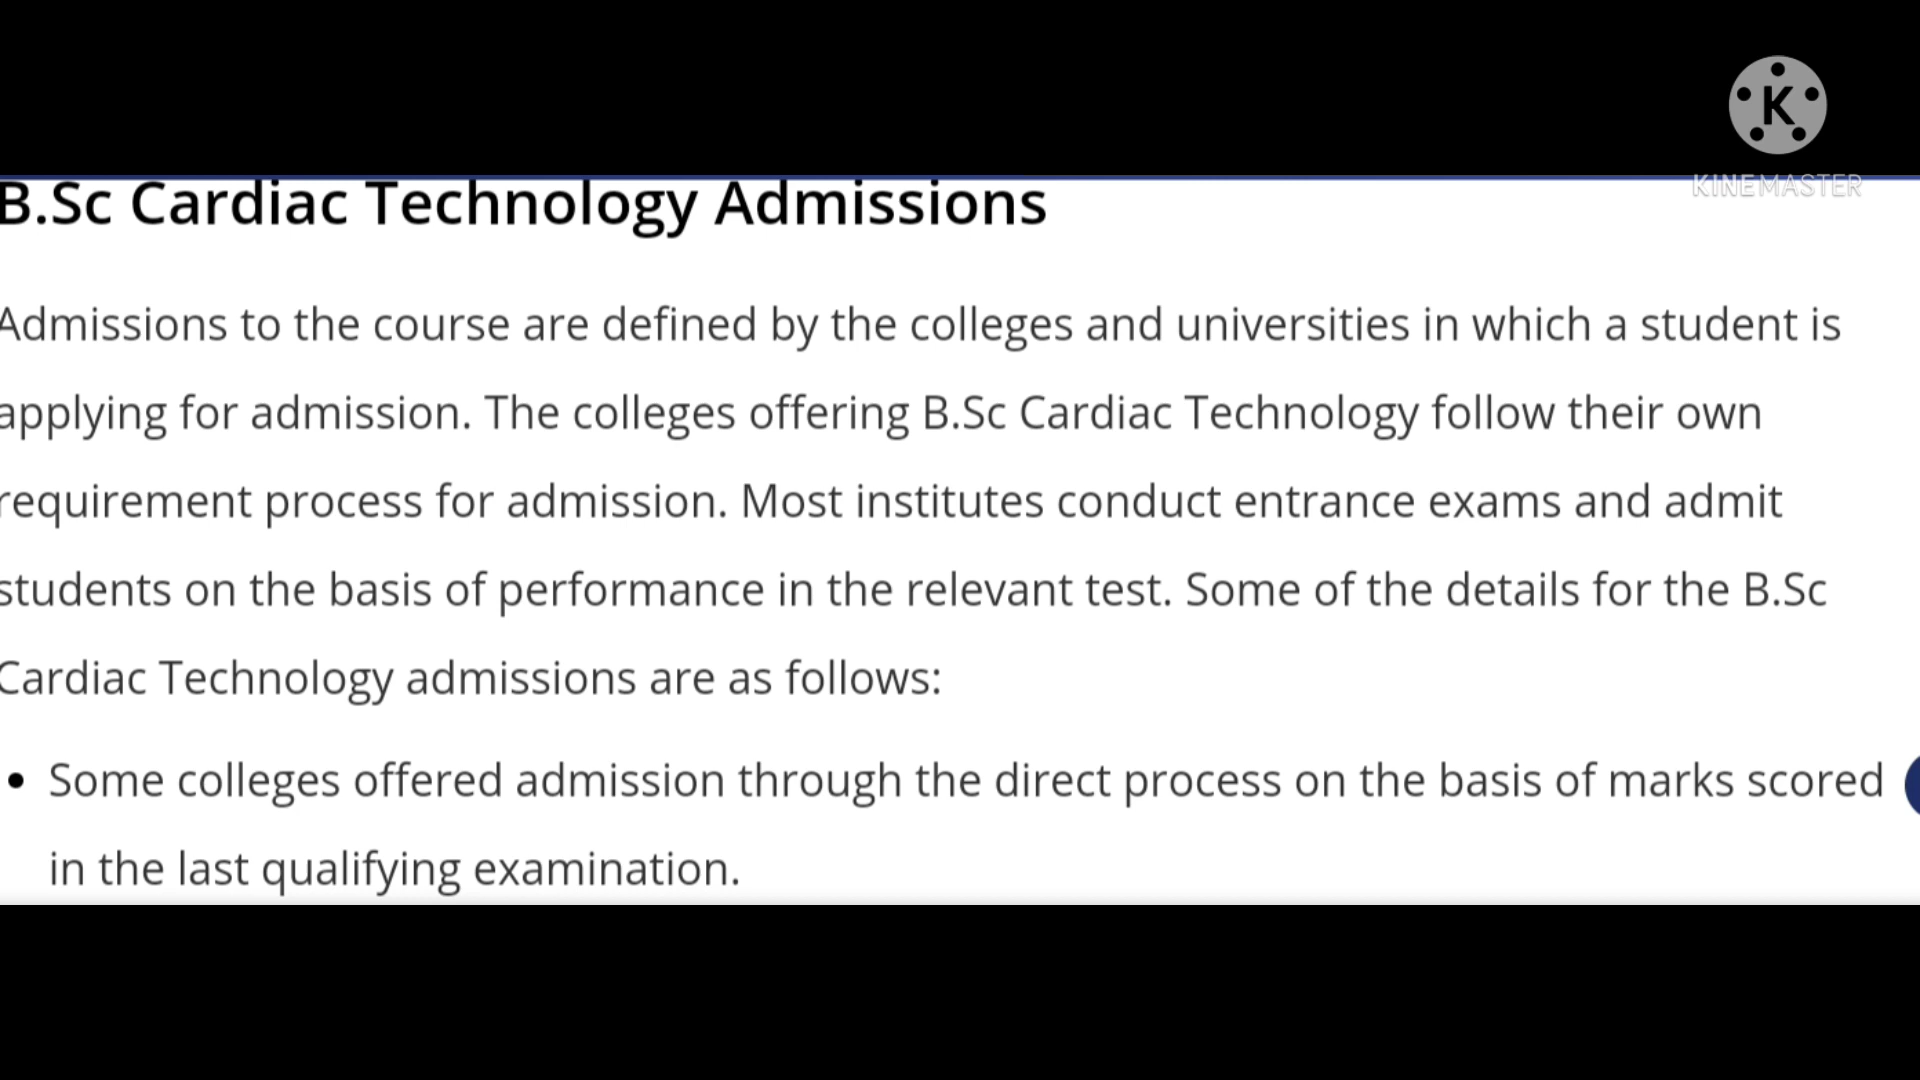 K
KINEMASTER
B.Sc Cardiac Technology Admissions
Admissions to the course are defined by the colleges and universities in which a student is
applying for admission. The colleges offering B.Sc Cardiac Technology follow their own
requirement process for admission. Most institutes conduct entrance exams and admit
students on the basis of performance in the relevant test. Some of the details for the B.Sc
Cardiac Technology admissions are as follows:
• Some colleges offered admission through the direct process on the basis of marks scored
in the last qualifying examination.